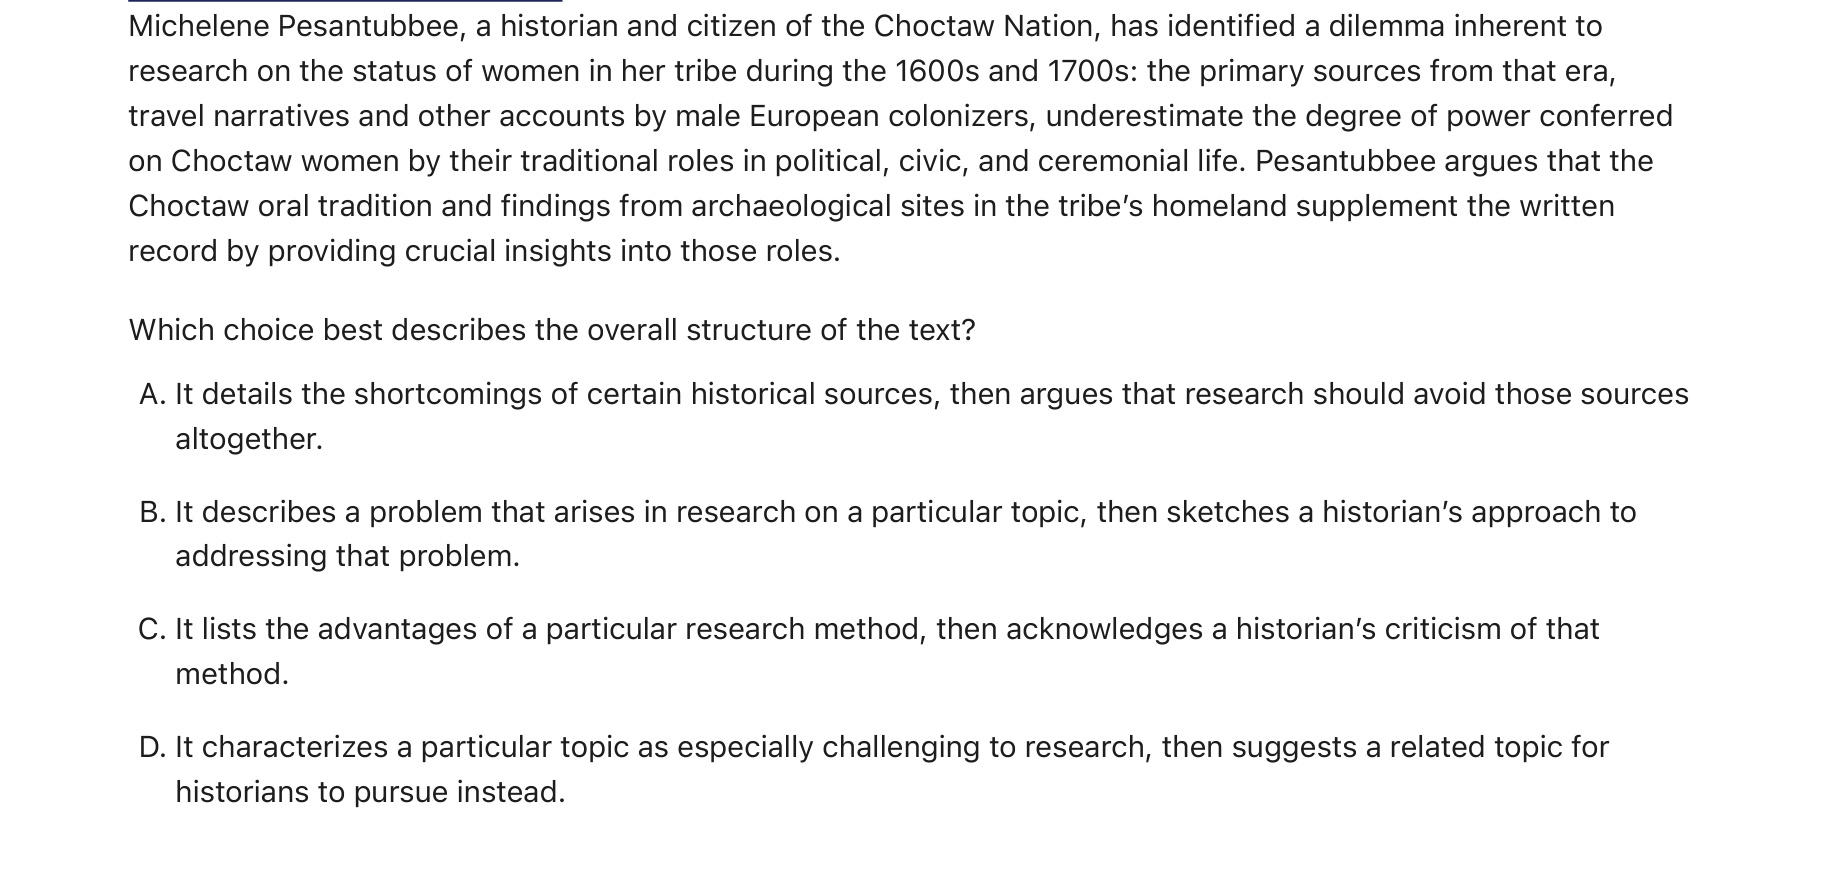 Michelene Pesantubbee, a historian and citizen of the Choctaw Nation, has identified a dilemma inherent to
research on the status of women in her tribe during the 1600s and 1700s: the primary sources from that era,
travel narratives and other accounts by male European colonizers, underestimate the degree of power conferred
on Choctaw women by their traditional roles in political, civic, and ceremonial life. Pesantubbee argues that the
Choctaw oral tradition and findings from archaeological sites in the tribe’s homeland supplement the written
record by providing crucial insights into those roles.
Which choice best describes the overall structure of the text?
A. It details the shortcomings of certain historical sources, then argues that research should avoid those sources
altogether.
B. It describes a problem that arises in research on a particular topic, then sketches a historian’s approach to
addressing that problem.
C. It lists the advantages of a particular research method, then acknowledges a historian’s criticism of that
method.
D. It characterizes a particular topic as especially challenging to research, then suggests a related topic for
historians to pursue instead.